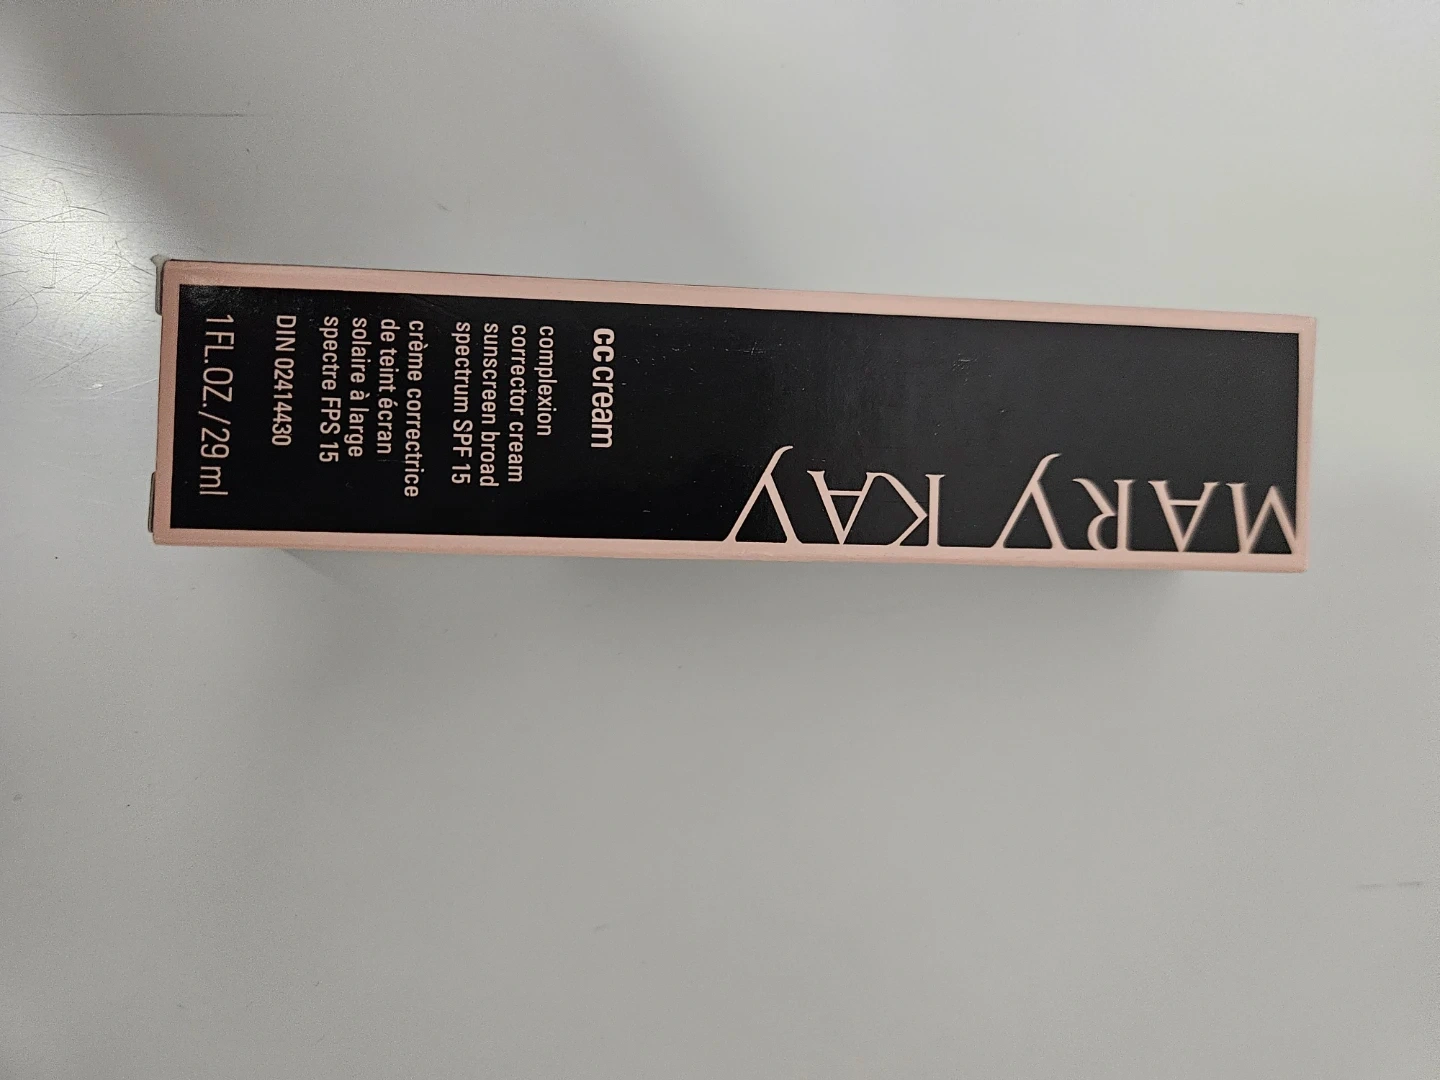 MARY KAY
cc cream
complexion
corrector cream
sunscreen broad
spectrum SPF 15
crème correctrice
de teint écran
solaire à large
spectre FPS 15
DIN 02414430
1 FL.OZ./29 ml